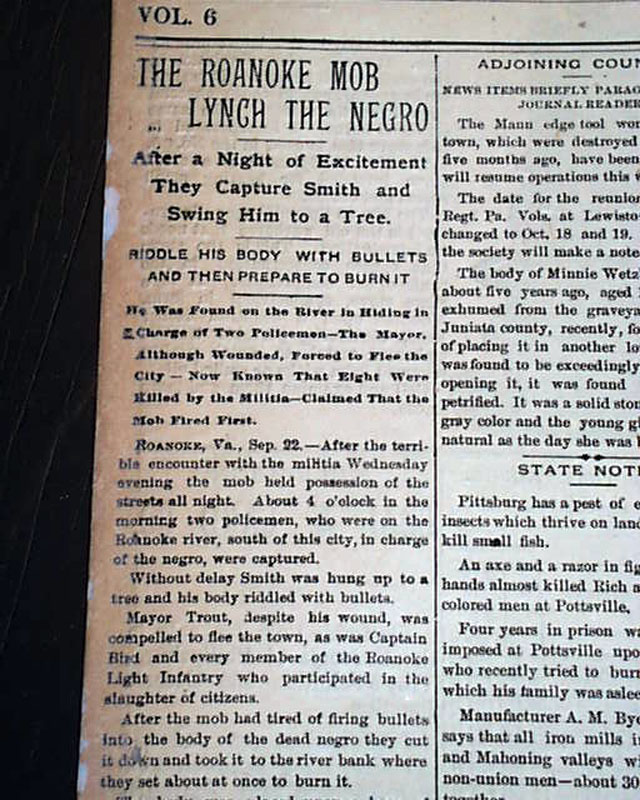 VOL. 6
THE ROANOKE MOB
LYNCH THE NEGRO
After a Night of Excitement
They Capture Smith and
Swing Him to a Tree.
RIDDLE HIS BODY WITH BULLETS
AND THEN PREPARE TO BURN IT
He Was Found on the River in Hiding in
Charge of Two Policemen—The Mayor,
Although Wounded, Forced to Flee the
City — Now Known That Eight Were
Killed by the Militia—Claimed That the
Mob Fired First.
ROANOKE, Va., Sep. 22.—After the terri-
ble encounter with the militia Wednesday
evening the mob held possession of the
streets all night. About 4 o'clock in the
morning two policemen, who were on the
Roanoke river, south of this city, in charge
of the negro, were captured.
Without delay Smith was hung up to a
tree and his body riddled with bullets.
Mayor Trout, despite his wound, was
compelled to flee the town, as was Captain
Bird and every member of the Roanoke
Light Infantry who participated in the
slaughter of citizens.
After the mob had tired of firing bullets
into the body of the dead negro they cut
it down and took it to the river bank where
they set about at once to burn it.
ADJOINING COUN
NEWS ITEMS BRIEFLY PARAG
JOURNAL READER
The Mann edge tool wor
town, which were destroyed
five months ago, have been
will resume operations this w
The date for the reunion
Regt. Pa. Vols. at Lewisto
changed to Oct. 18 and 19.
the society will make a note
The body of Minnie Wetz
about five years ago, aged
exhumed from the graveya
Juniata county, recently, fo
of placing it in another lo
was found to be exceedingly
opening it, it was found
petrified. It was a solid ston
gray color and the young gi
natural as the day she was b
STATE NOT
Pittsburg has a pest of e
insects which thrive on land
kill small fish.
An axe and a razor in fig
hands almost killed Rich a
colored men at Pottsville.
Four years in prison wa
imposed at Pottsville upo
who recently tried to burn
which his family was aslee
Manufacturer A. M. Bye
says that all iron mills i
and Mahoning valleys wi
non-union men—about 30
together.